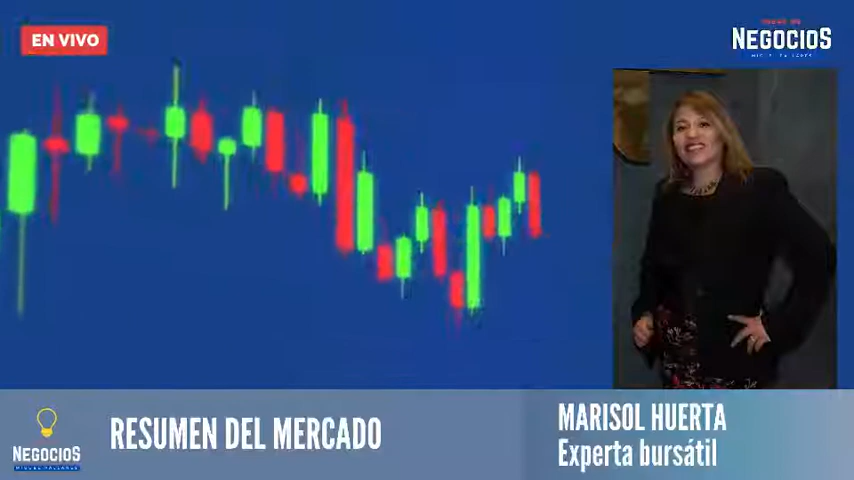 EN VIVO
NEGOCIOS
RESUMEN DEL MERCADO
MARISOL HUERTA
Experta bursátil
NEGOCIOS